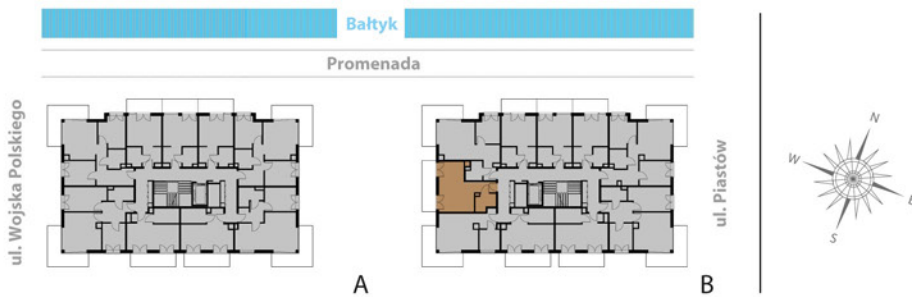 Bałtyk
Promenada
ul. Wojska Polskiego
ul. Piastów
A
B
N
W
E
S